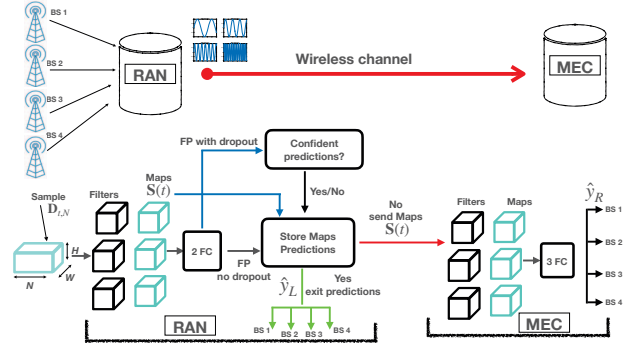 BS 1
BS 2
BS 3
BS 4
RAN
Wireless channel
MEC
Sample
D_{t,N}
Filters
Maps
S(t)
FP with dropout
Confident
predictions?
Yes/No
H
W
N
2 FC
FP
no dropout
Store Maps
Predictions
No
send Maps
S(t)
ŷ_L
Yes
exit predictions
BS 1
BS 2
BS 3
BS 4
RAN
Filters
Maps
3 FC
ŷ_R
BS 1
BS 2
BS 3
BS 4
MEC